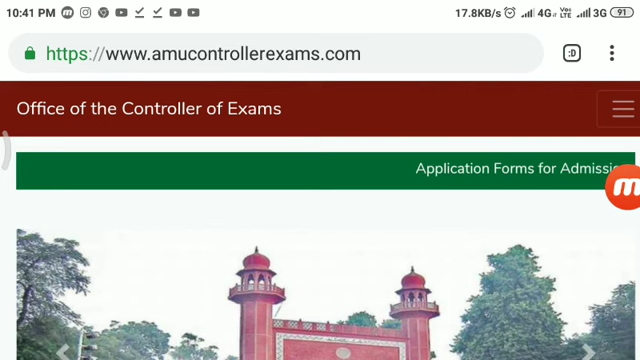 10:41 PM
17.8KB/s 4G VoLTE 3G 91
https://www.amucontrollerexams.com
:D
Office of the Controller of Exams
Application Forms for